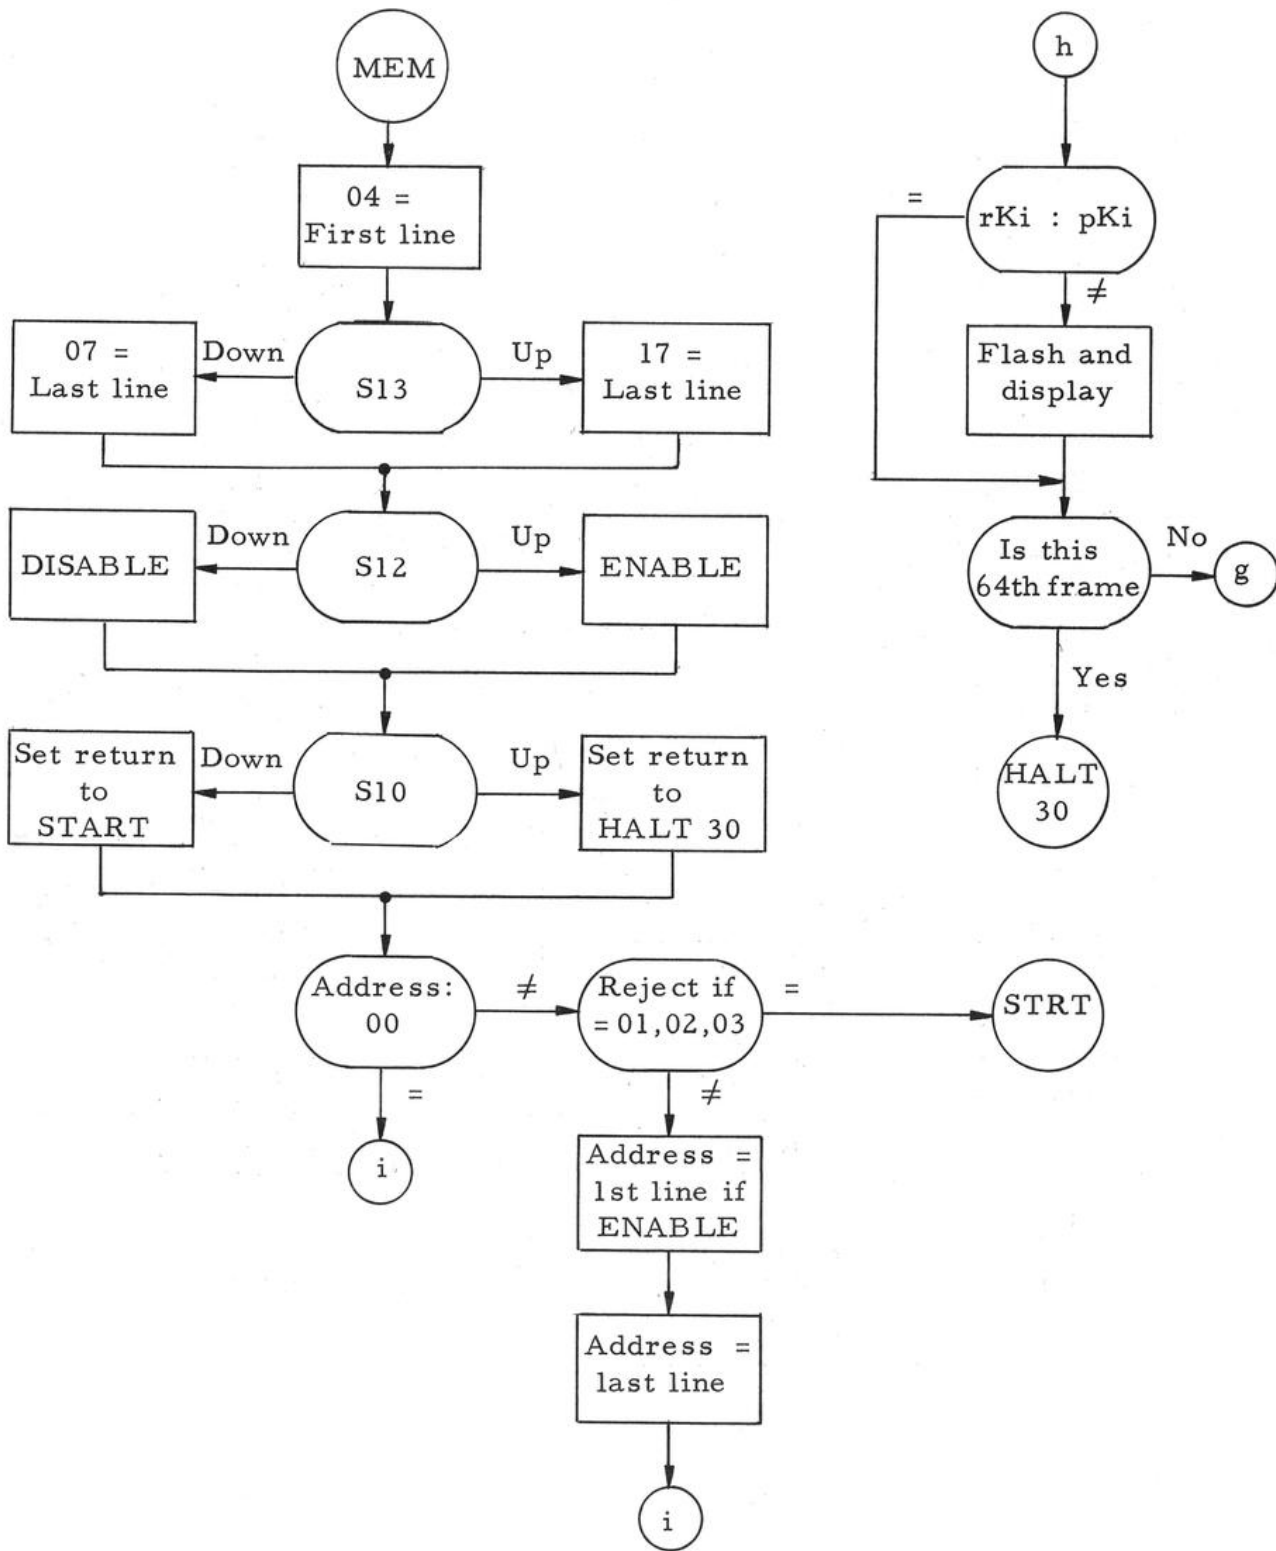 MEM
04 =
First line
07 =
Last line
Down
S13
Up
17 =
Last line
DISABLE
Down
S12
Up
ENABLE
Set return
to
START
Down
S10
Up
Set return
to
HALT 30
Address:
00
≠
=
i
Reject if
= 01,02,03
=
STRT
≠
Address =
1st line if
ENABLE
Address =
last line
i
h
rKi : pKi
=
≠
Flash and
display
Is this
64th frame
No
g
Yes
HALT
30